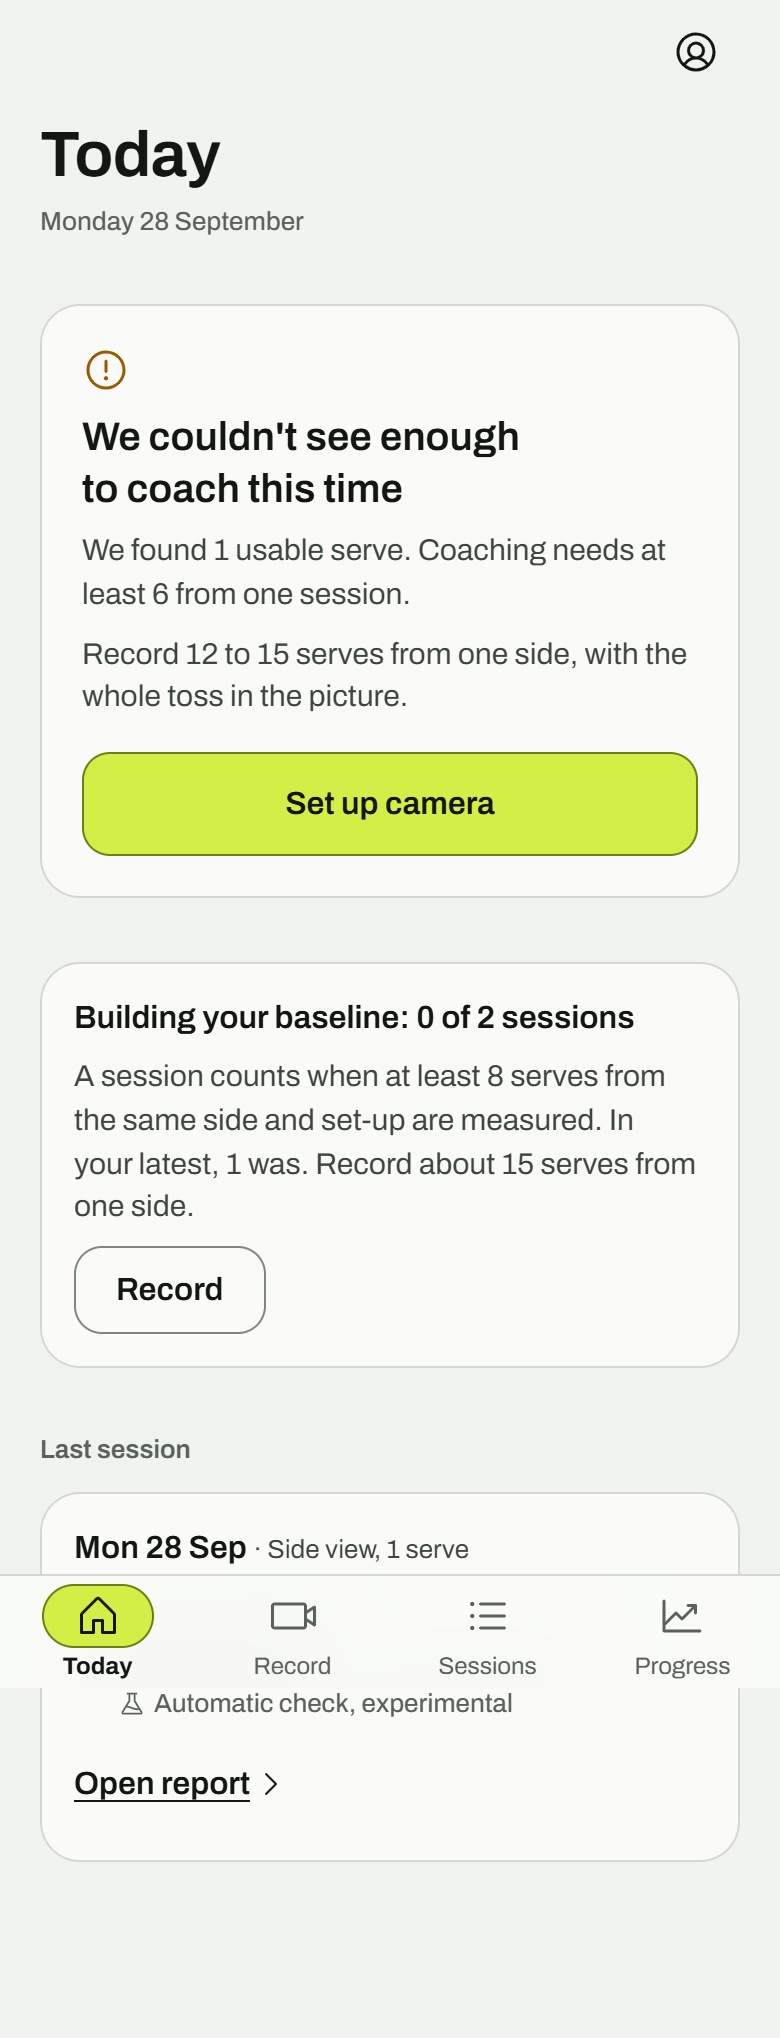 Today
Monday 28 September
We couldn't see enough
to coach this time
We found 1 usable serve. Coaching needs at
least 6 from one session.
Record 12 to 15 serves from one side, with the
whole toss in the picture.
Set up camera
Building your baseline: 0 of 2 sessions
A session counts when at least 8 serves from
the same side and set-up are measured. In
your latest, 1 was. Record about 15 serves from
one side.
Record
Last session
Mon 28 Sep · Side view, 1 serve
Today
Record
Sessions
Progress
Automatic check, experimental
Open report